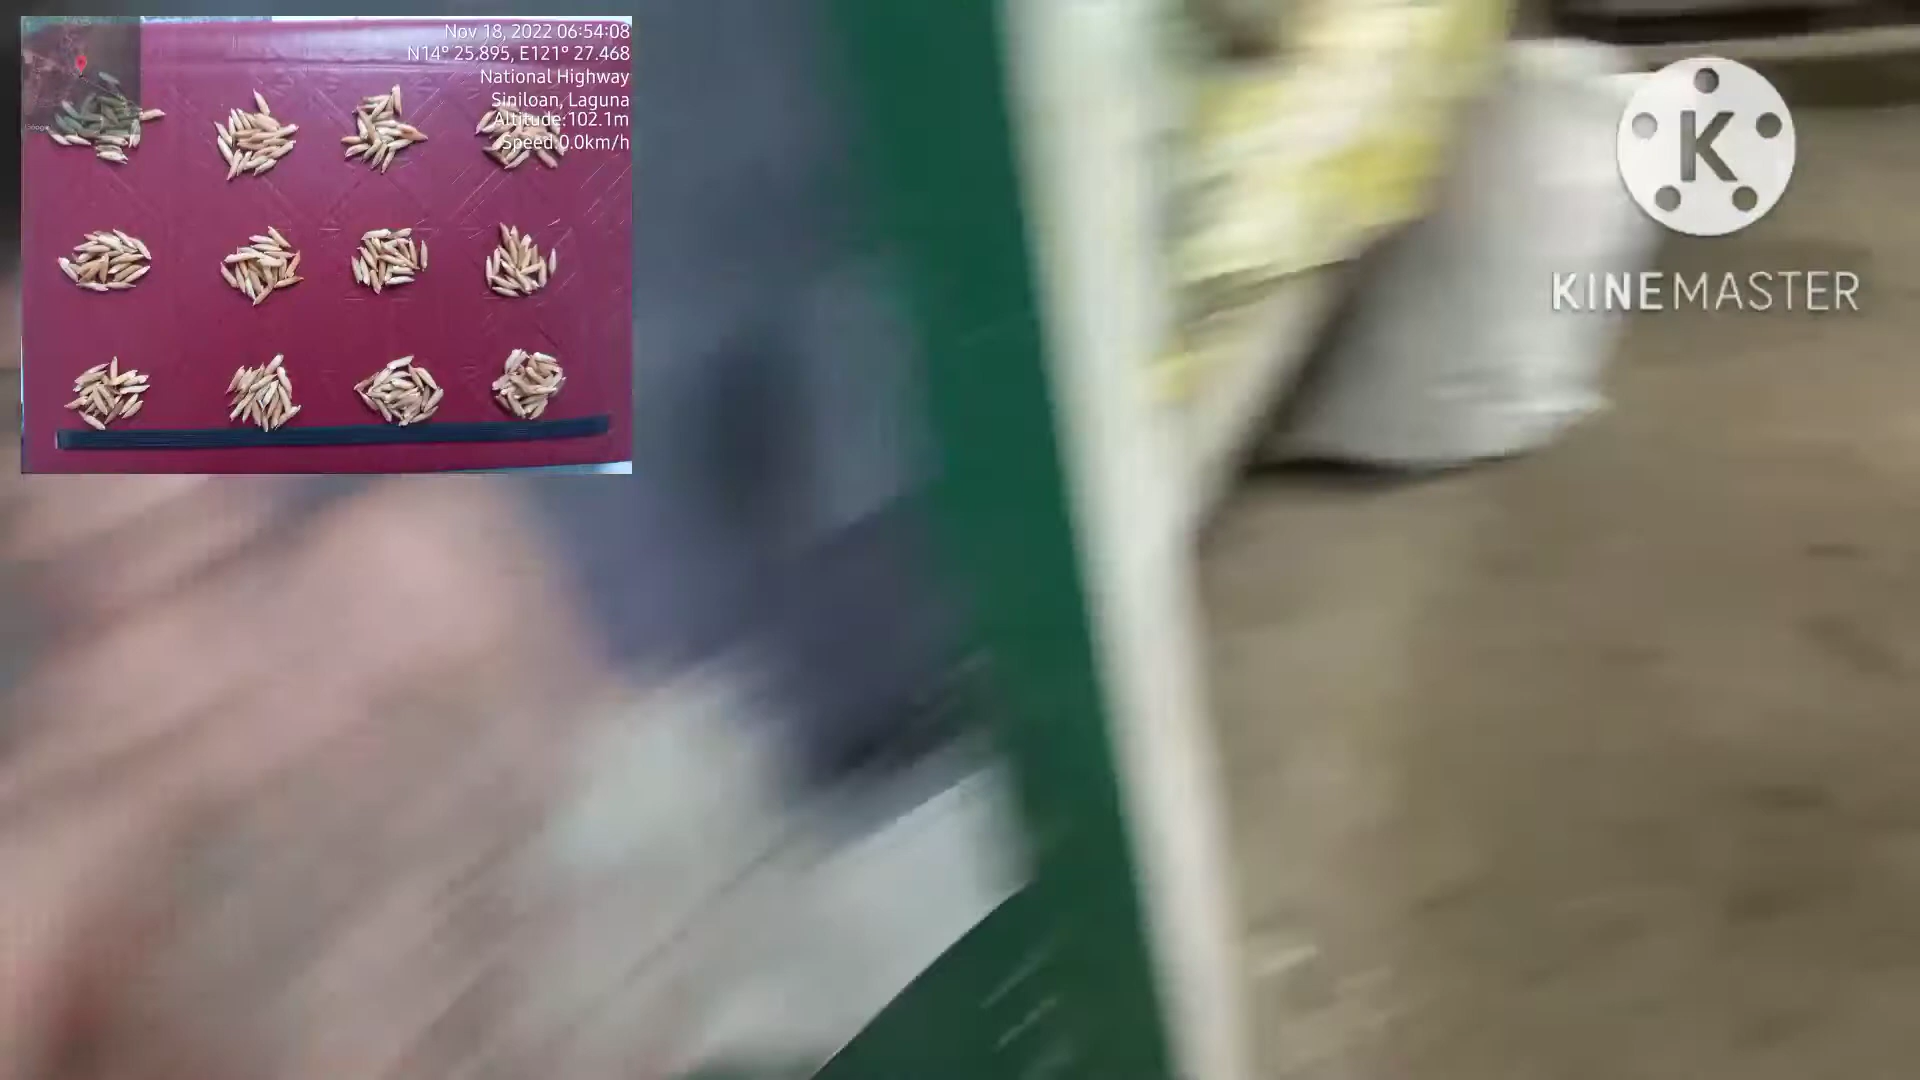 Nov 18, 2022 06:54:08
N14° 25.895, E121° 27.468
National Highway
Siniloan, Laguna
Altitude:102.1m
Speed:0.0km/h
Google
K
KINEMASTER